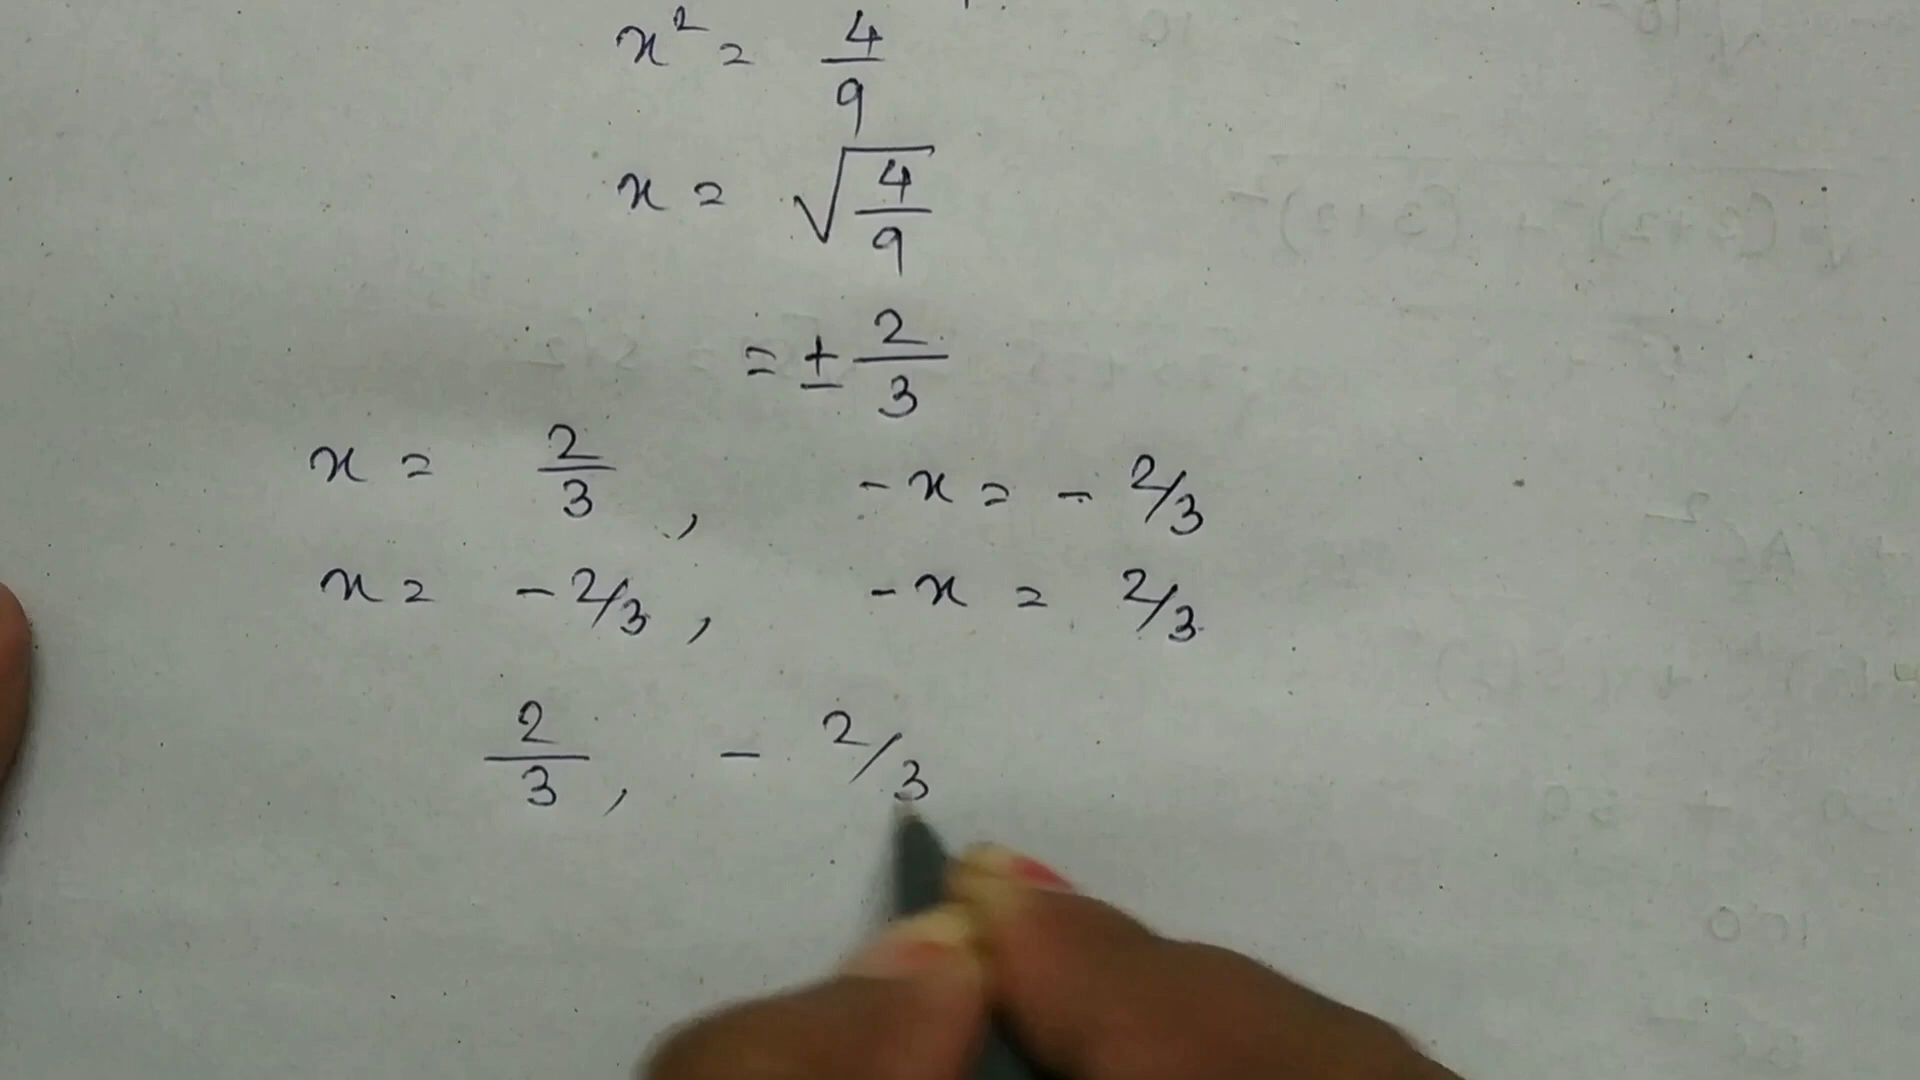 x² = 4/9
x = √(4/9)
= ± 2/3
x = 2/3 , -x = - 2/3
x = - 2/3 , -x = 2/3
2/3 , - 2/3